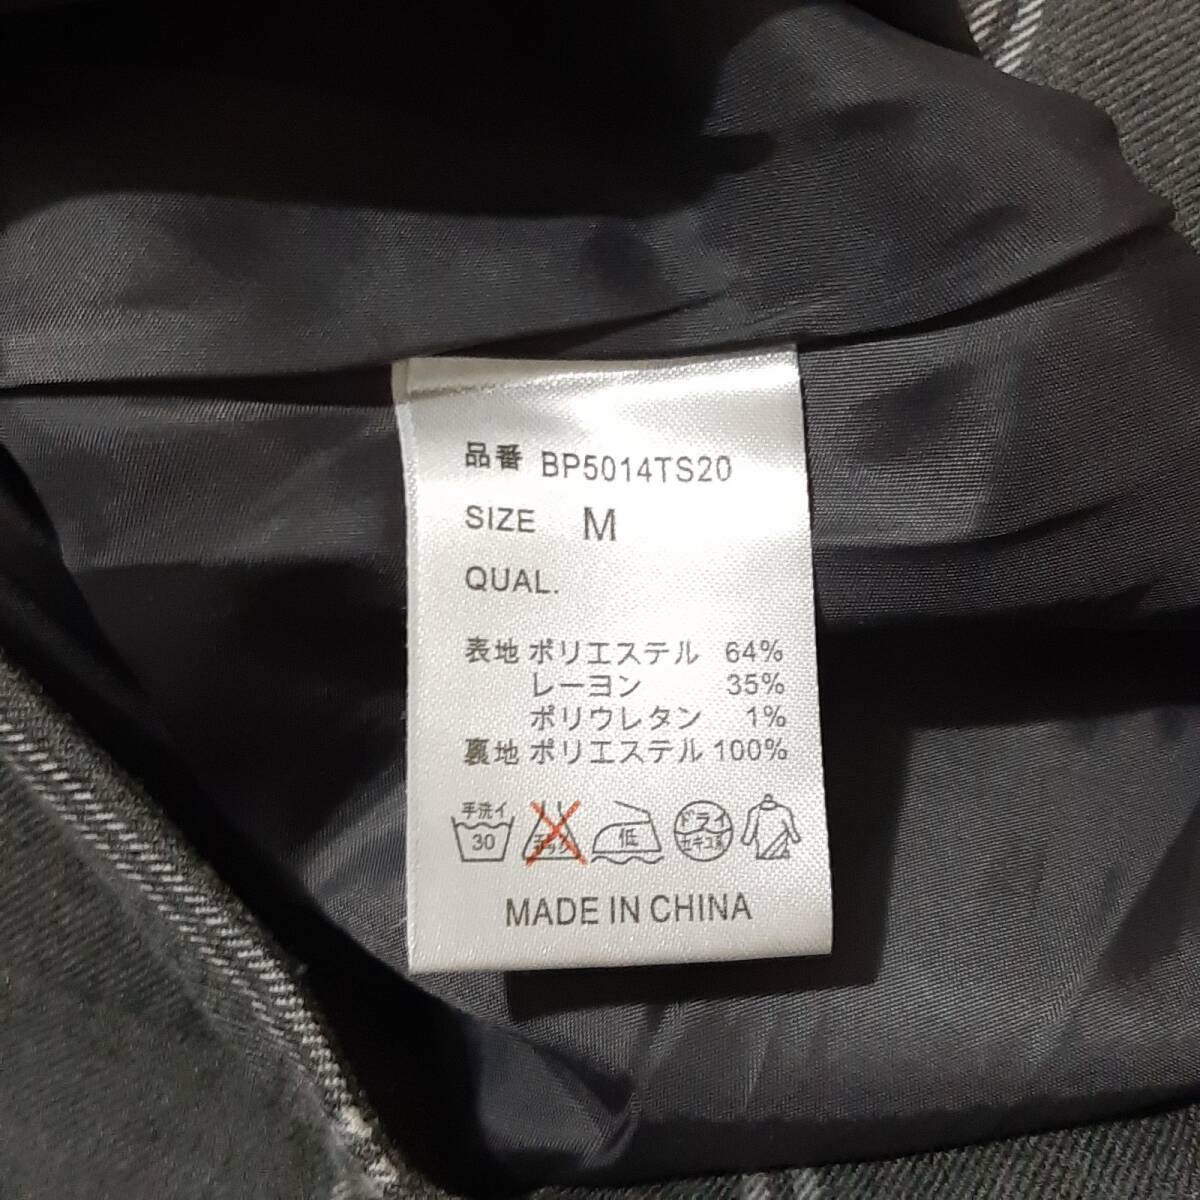 品番 BP5014TS20
SIZE M
QUAL.
表地 ポリエステル 64%
レーヨン 35%
ポリウレタン 1%
裏地 ポリエステル 100%
手洗イ
30
低
ドライ
MADE IN CHINA